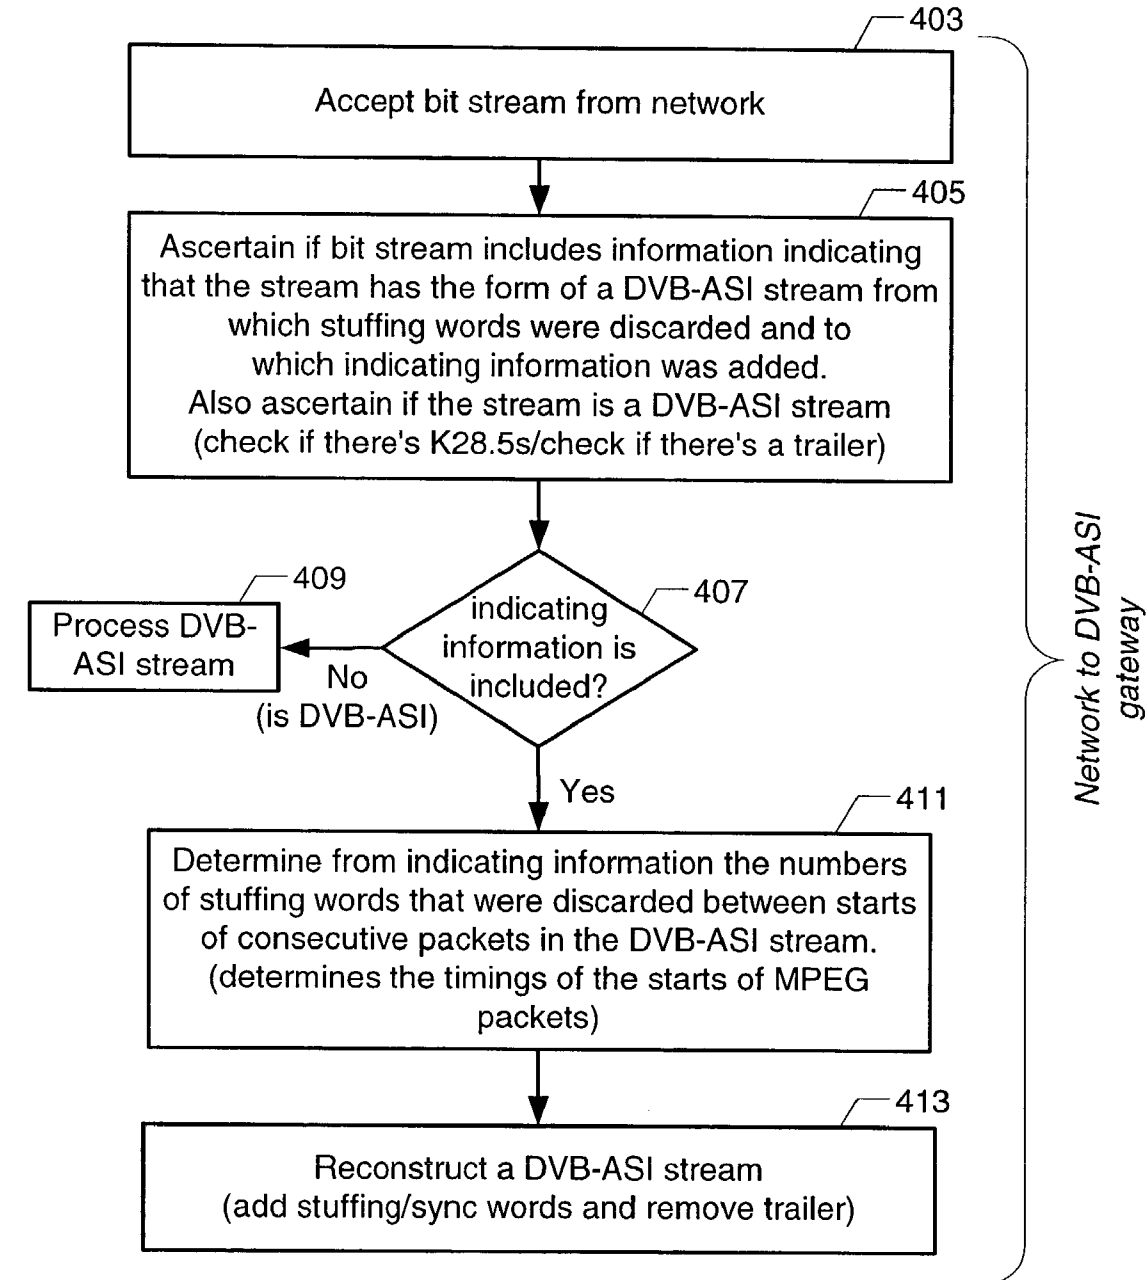 403
Accept bit stream from network
405
Ascertain if bit stream includes information indicating
that the stream has the form of a DVB-ASI stream from
which stuffing words were discarded and to
which indicating information was added.
Also ascertain if the stream is a DVB-ASI stream
(check if there's K28.5s/check if there's a trailer)
409
Process DVB-
ASI stream
407
indicating
information is
included?
No
(is DVB-ASI)
Yes
411
Determine from indicating information the numbers
of stuffing words that were discarded between starts
of consecutive packets in the DVB-ASI stream.
(determines the timings of the starts of MPEG
packets)
413
Reconstruct a DVB-ASI stream
(add stuffing/sync words and remove trailer)
Network to DVB-ASI
gateway